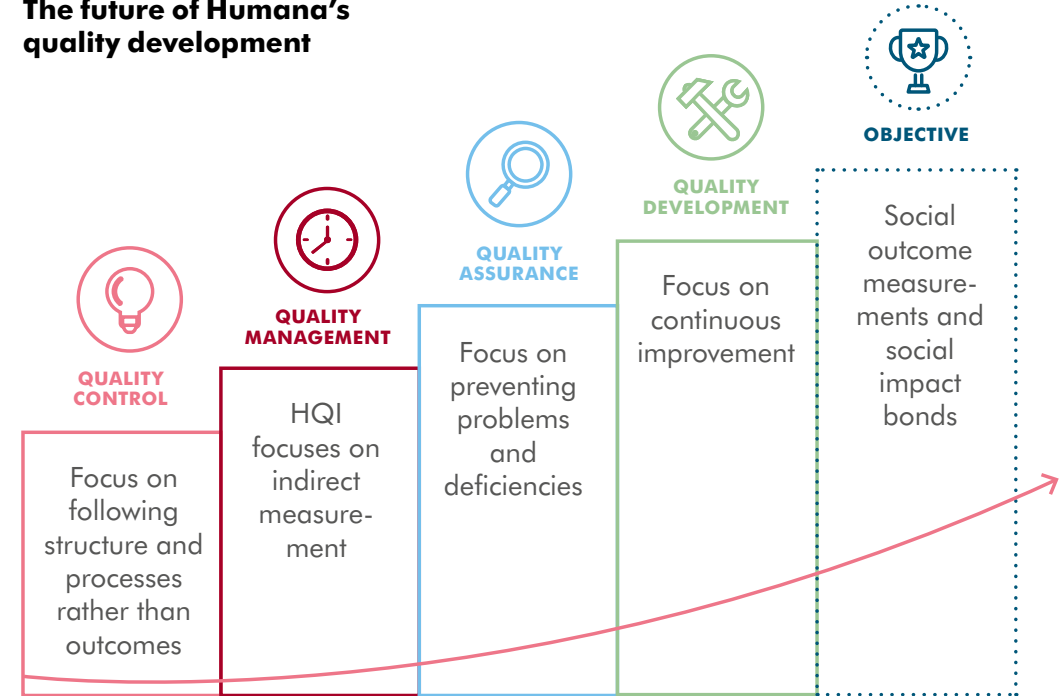 The future of Humana’s
quality development
QUALITY
CONTROL
Focus on
following
structure and
processes
rather than
outcomes
QUALITY
MANAGEMENT
HQI
focuses on
indirect
measure-
ment
QUALITY
ASSURANCE
Focus on
preventing
problems
and
deficiencies
QUALITY
DEVELOPMENT
Focus on
continuous
improvement
OBJECTIVE
Social
outcome
measure-
ments and
social
impact
bonds